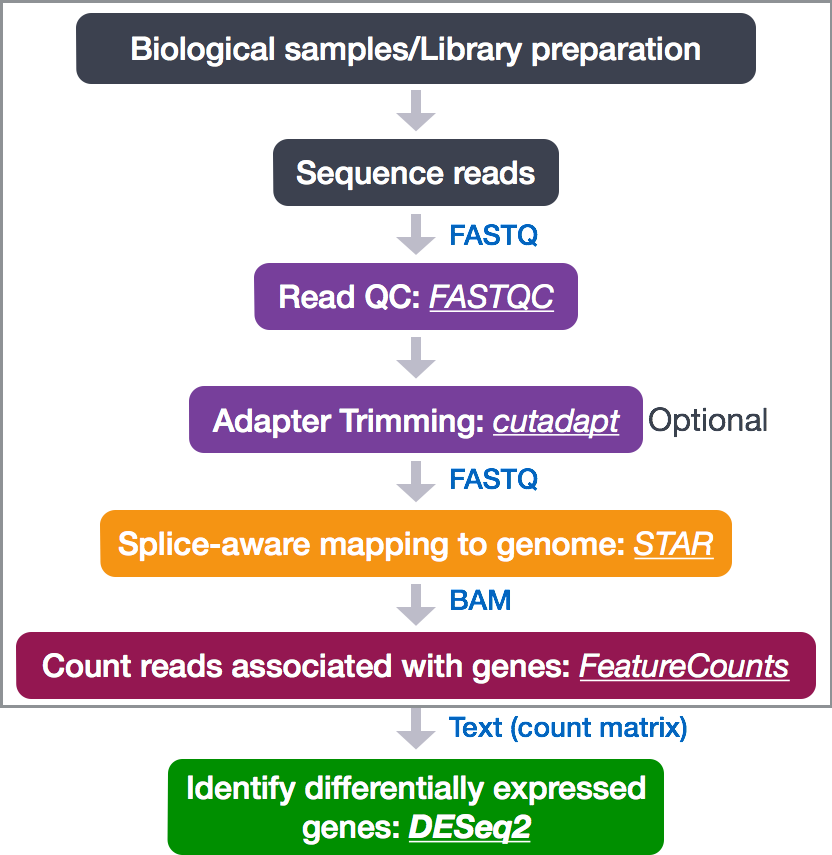 Biological samples/Library preparation
Sequence reads
FASTQ
Read QC: FASTQC
Adapter Trimming: cutadapt Optional
FASTQ
Splice-aware mapping to genome: STAR
BAM
Count reads associated with genes: FeatureCounts
Text (count matrix)
Identify differentially expressed
genes: DESeq2